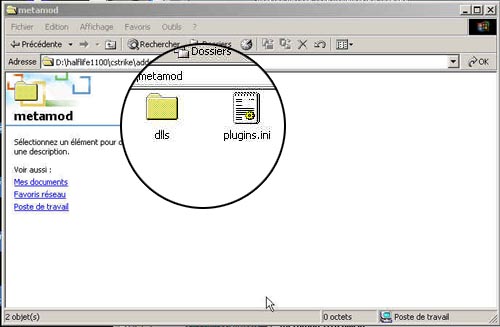 metamod
Fichier Edition Affichage Favoris Outils ?
Précédente Rechercher Dossiers
Adresse D:\halflife1100\cstrike\adde OK
Dossiers
metamod
metamod
dlls plugins.ini
Sélectionnez un élément pour
une description.
Voir aussi :
Mes documents
Favoris réseau
Poste de travail
2 objet(s) 0 octets Poste de travail